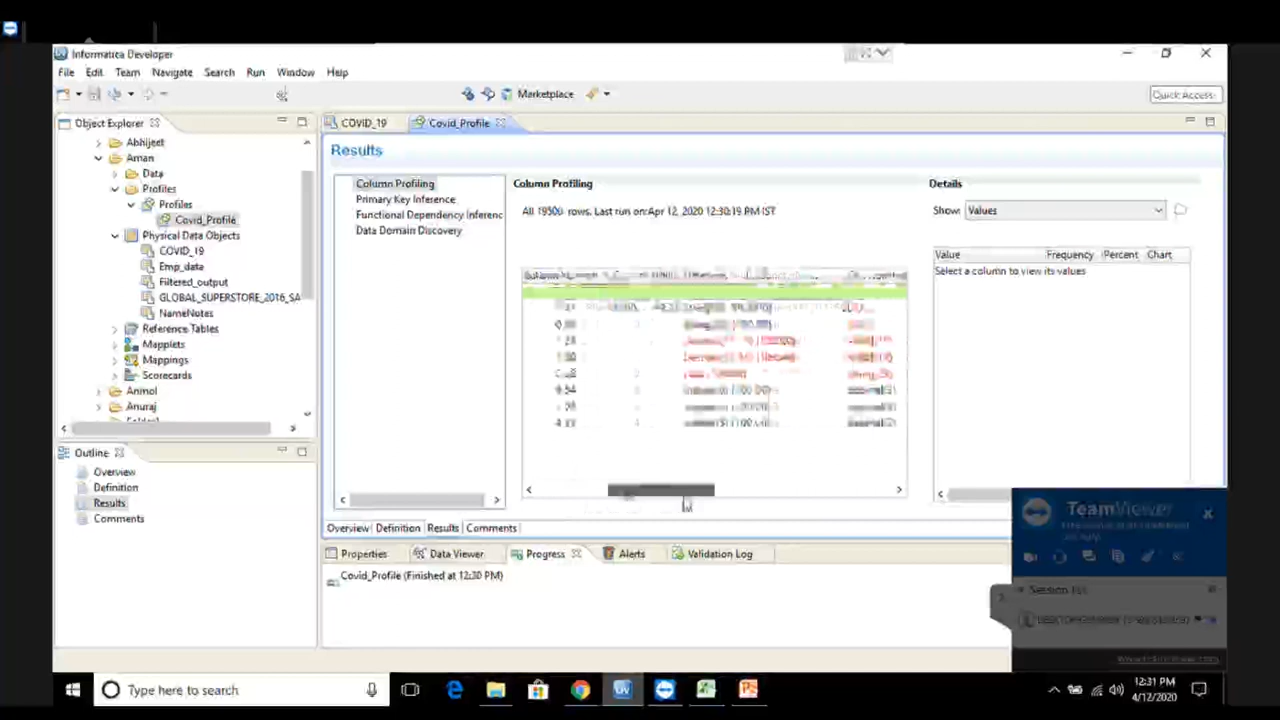 Informatica Developer
File Edit Team Navigate Search Run Window Help
Marketplace
Quick Access
Object Explorer
Abhijeet
Aman
Data
Profiles
Profiles
Covid_Profile
Physical Data Objects
COVID_19
Emp_data
Filtered_output
GLOBAL_SUPERSTORE_2016_SA
NameNotes
Reference Tables
Mapplets
Mappings
Scorecards
Anmol
Anuraj
Outline
Overview
Definition
Results
Comments
COVID_19 Covid_Profile
Results
Column Profiling
Primary Key Inference
Functional Dependency Inferenc
Data Domain Discovery
Column Profiling
All 19500 rows. Last run on:Apr 12, 2020 12:30:19 PM IST
Details
Show: Values
Value Frequency Percent Chart
Select a column to view its values
Overview Definition Results Comments
Properties Data Viewer Progress Alerts Validation Log
Covid_Profile (Finished at 12:30 PM)
TeamViewer
Session list
Type here to search
12:31 PM
4/12/2020